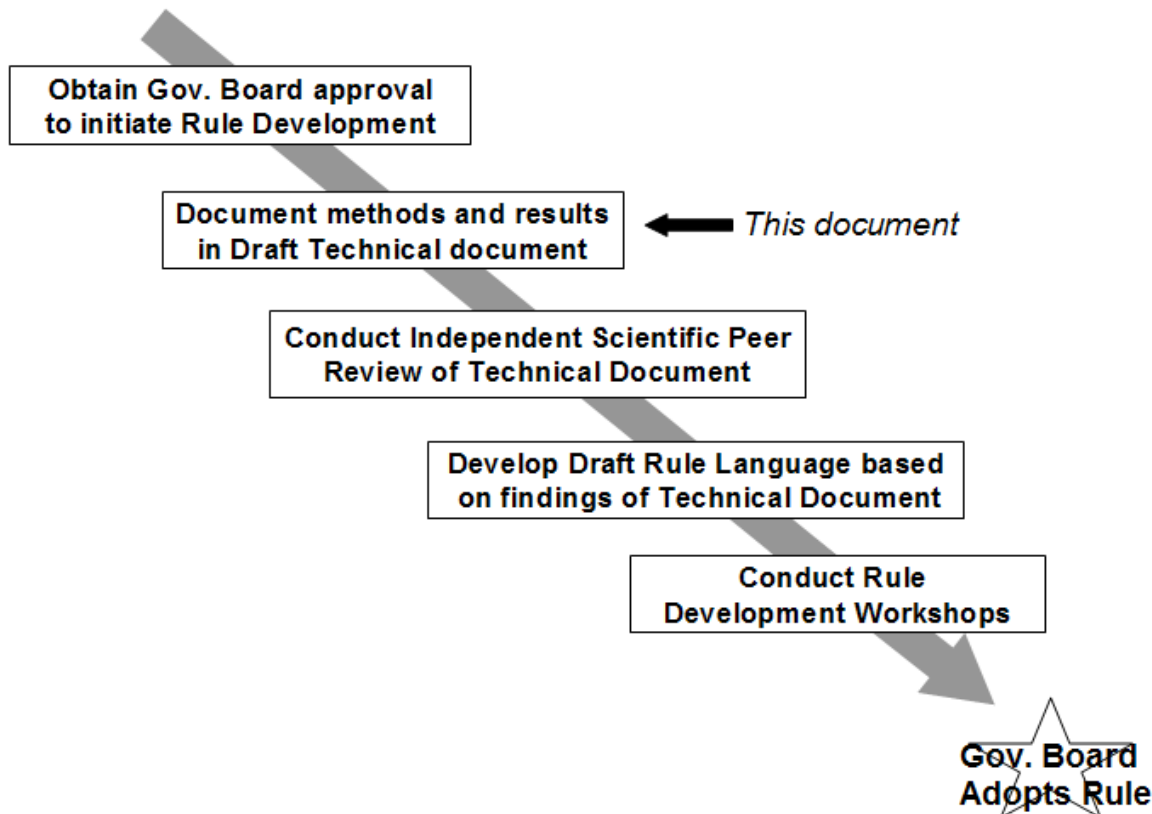 Obtain Gov. Board approval
to initiate Rule Development
Document methods and results
in Draft Technical document
This document
Conduct Independent Scientific Peer
Review of Technical Document
Develop Draft Rule Language based
on findings of Technical Document
Conduct Rule
Development Workshops
Gov. Board
Adopts Rule